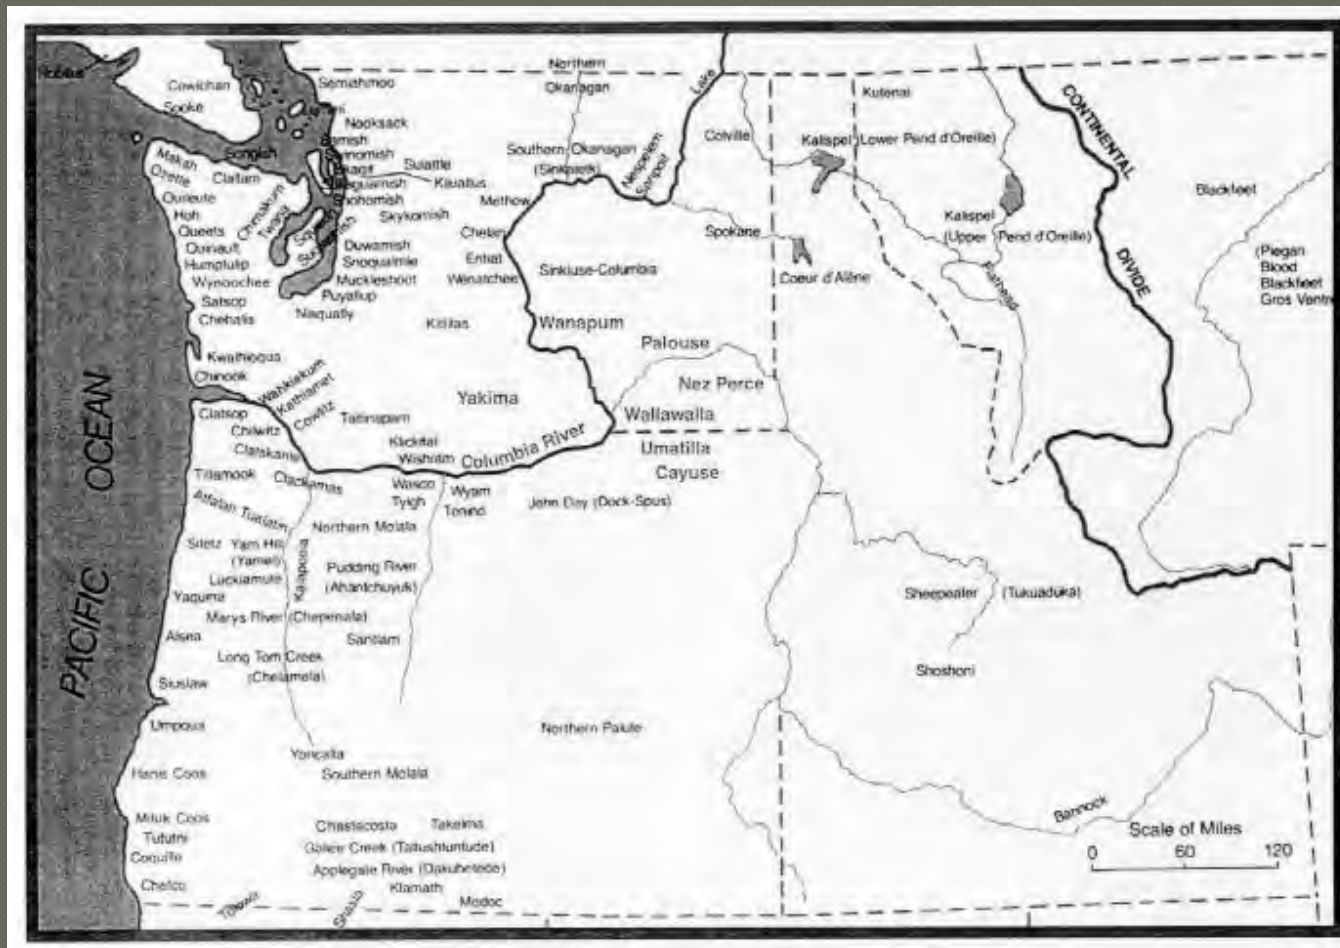 Northern
Cowichan
Semiahmoo
Okanagan
Lake
Kutenai
CONTINENTAL
DIVIDE
Sooke
Nooksack
Colville
Kalispel (Lower Pend d'Oreille)
Songish
Southern Okanagan
(Sinkaietk)
Nespelem
Sanpoil
Blackfeet
Makah
Ozette
Clallam
Suiattle
Kikiallus
Quileute
Chimakum
Twana
Snohomish
Methow
Hoh
Skykomish
Kalispel
(Upper Pend d'Oreille)
Queets
Chelan
Spokane
Quinault
Duwamish
(Piegan
Blood
Blackfeet
Gros Ventre
Humptulip
Snoqualmie
Entiat
Sinkiuse-Columbia
Coeur d'Alène
Flathead
Wynoochee
Muckleshoot
Wenatchee
Satsop
Puyallup
Chehalis
Nisqually
Kittitas
Wanapum
Palouse
Kwalhioqua
Chinook
Nez Perce
Wahkiakum
Kathlamet
Cowlitz
Yakima
Clatsop
Taitinapam
Wallawalla
Chilwitz
Klickitat
Columbia River
Umatilla
Clatskanie
Wishram
Cayuse
Tillamook
Clackamas
Wasco
Wyam
John Day (Dock-Spus)
Tyigh
Tenino
Atfalati Tualatin
Northern Molala
Siletz
Yam Hill
(Yamel)
Kalapooia
Pudding River
(Ahantchuyuk)
Luckiamute
Yaquina
Sheepeater (Tukuaduka)
Marys River (Chepenafa)
Alsea
Santiam
Long Tom Creek
(Chelamela)
Shoshoni
Siuslaw
Umpqua
Northern Paiute
Yoncalla
Hanis Coos
Southern Molala
Bannock
Miluk Coos
Chastacosta
Takelma
Scale of Miles
0 60 120
Tututni
Galice Creek (Taltushtuntude)
Coquille
Applegate River (Dakubetede)
Chetco
Klamath
Modoc
Shasta
PACIFIC OCEAN